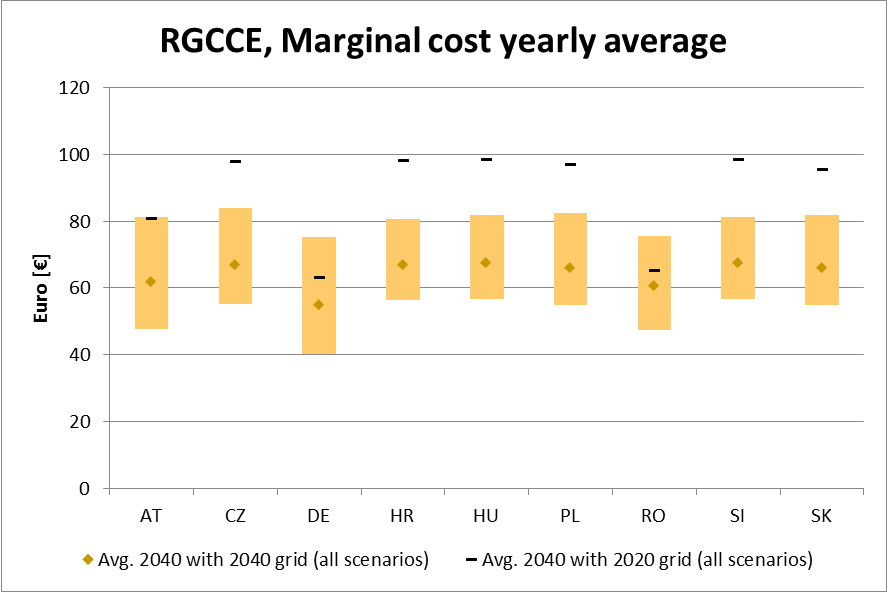 RGCCE, Marginal cost yearly average
Euro [€]
120
100
80
60
40
20
0
AT CZ DE HR HU PL RO SI SK
Avg. 2040 with 2040 grid (all scenarios) Avg. 2040 with 2020 grid (all scenarios)